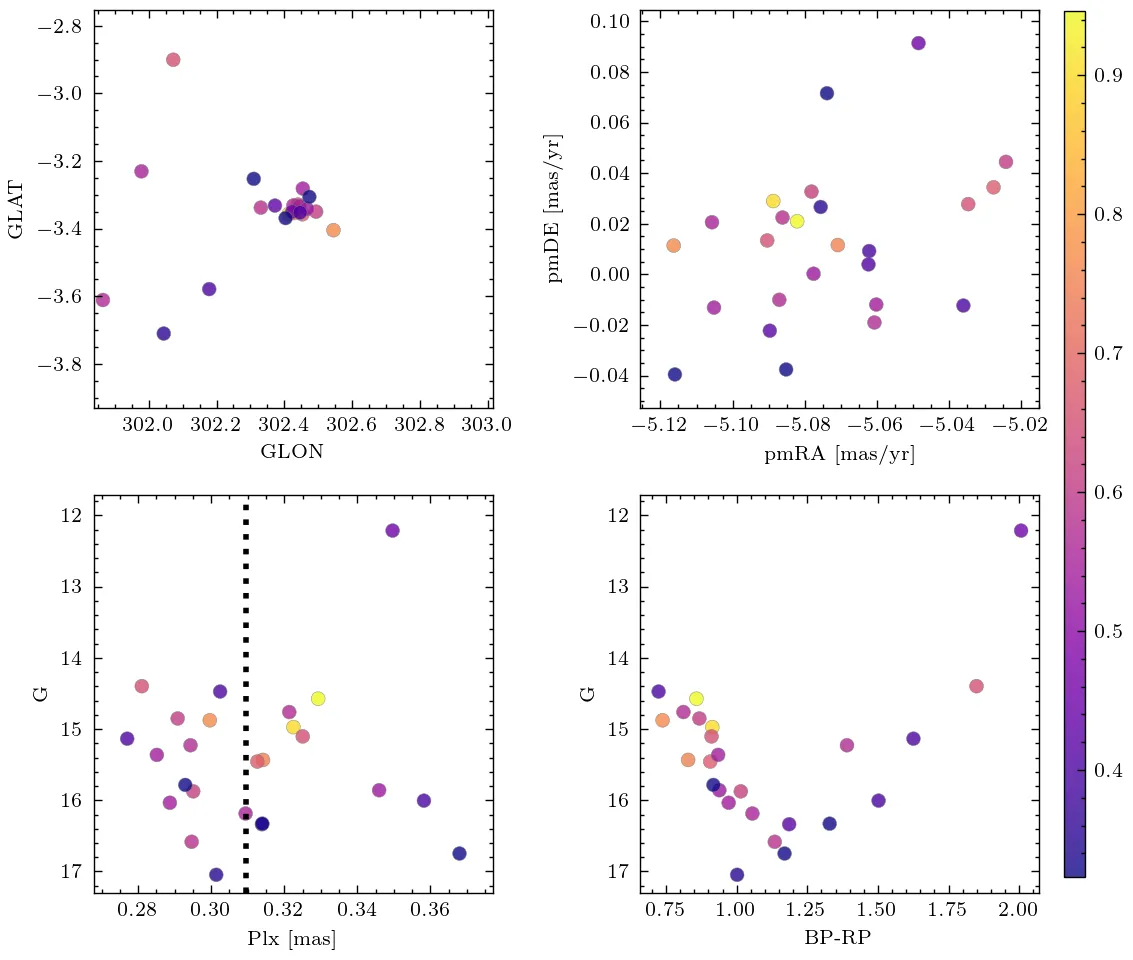 −2.8
−3.0
−3.2
−3.4
−3.6
−3.8
GLAT
302.0 302.2 302.4 302.6 302.8 303.0
GLON
0.10
0.08
0.06
0.04
0.02
0.00
−0.02
−0.04
pmDE [mas/yr]
−5.12 −5.10 −5.08 −5.06 −5.04 −5.02
pmRA [mas/yr]
0.9
0.8
0.7
0.6
0.5
0.4
12
13
14
15
16
17
G
0.28 0.30 0.32 0.34 0.36
Plx [mas]
12
13
14
15
16
17
G
0.75 1.00 1.25 1.50 1.75 2.00
BP-RP